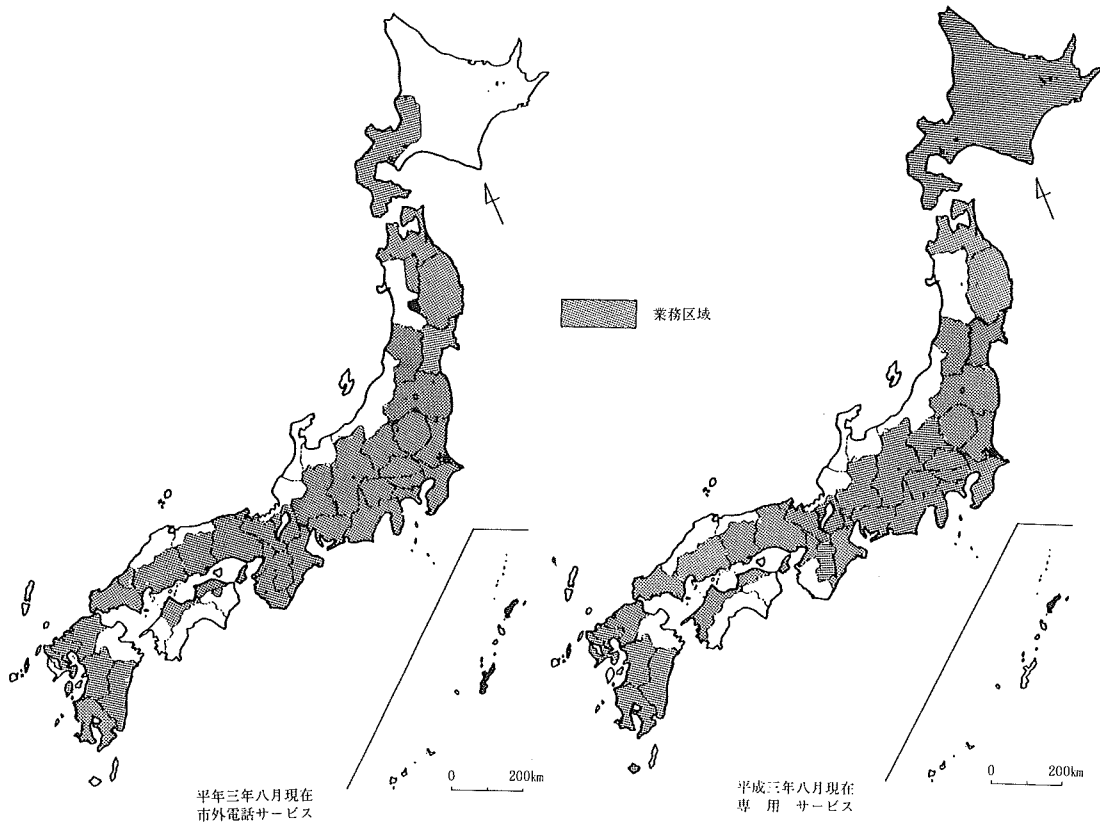 業務区域
0 200km
平年三年八月現在
市外電話サービス
0 200km
平成三年八月現在
専 用 サービス